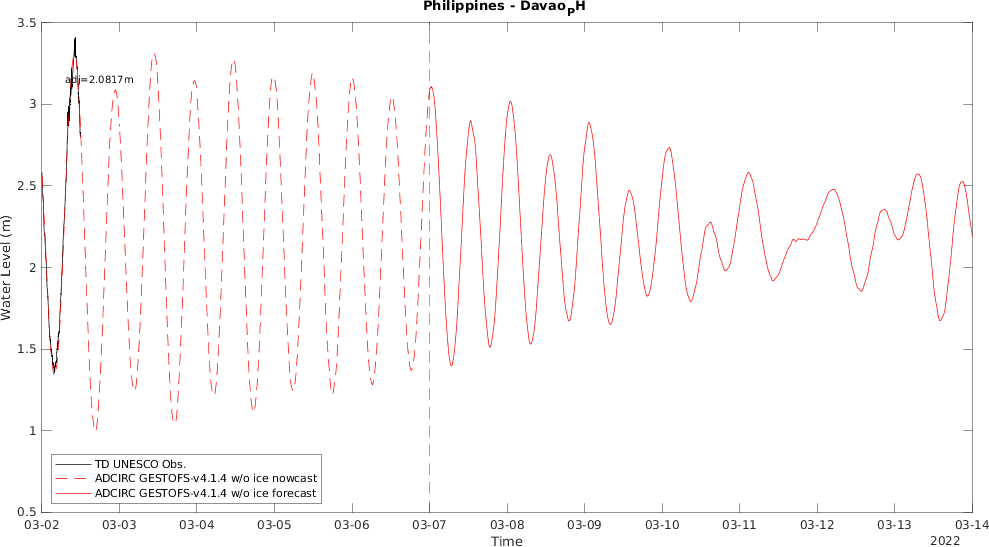 Philippines - DavaopH
adj=2.0817m
Water Level (m)
3.5
3
2.5
2
1.5
1
0.5
TD UNESCO Obs.
ADCIRC GESTOFS-v4.1.4 w/o ice nowcast
ADCIRC GESTOFS-v4.1.4 w/o ice forecast
03-02 03-03 03-04 03-05 03-06 03-07 03-08 03-09 03-10 03-11 03-12 03-13 03-14
Time
2022